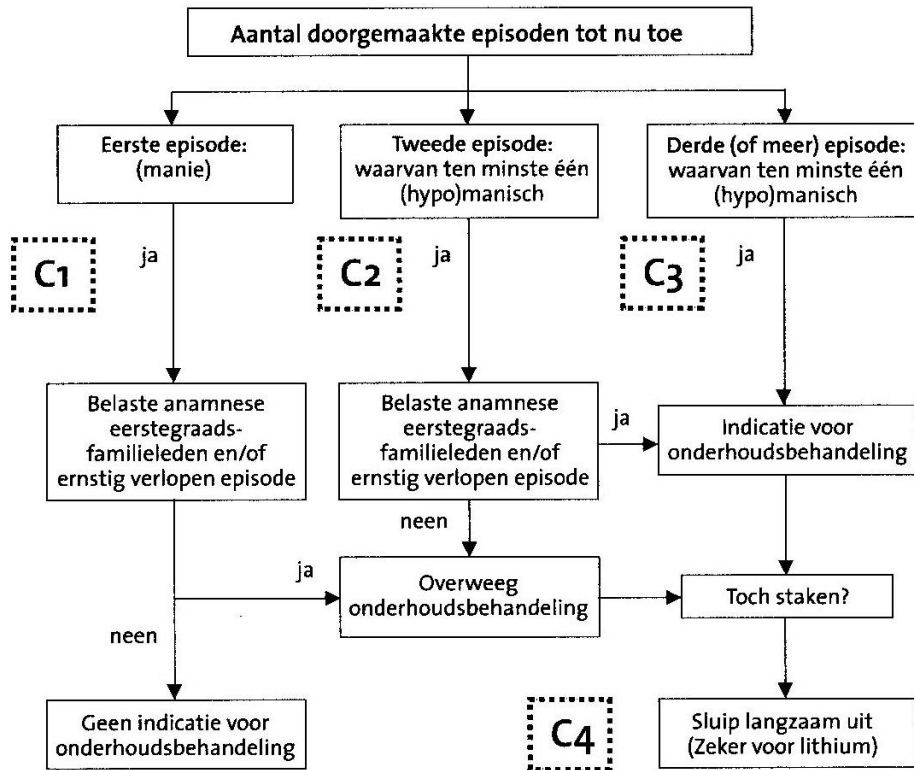 Aantal doorgemaakte episoden tot nu toe
Eerste episode:
(manie)
Tweede episode:
waarvan ten minste één
(hypo)manisch
Derde (of meer) episode:
waarvan ten minste één
(hypo)manisch
ja
ja
ja
C1
C2
C3
Belaste anamnese
eerstegraads-
familieleden en/of
ernstig verlopen episode
Belaste anamnese
eerstegraads-
familieleden en/of
ernstig verlopen episode
ja
Indicatie voor
onderhoudsbehandeling
neen
ja
Overweeg
onderhoudsbehandeling
Toch staken?
neen
Geen indicatie voor
onderhoudsbehandeling
C4
Sluip langzaam uit
(Zeker voor lithium)